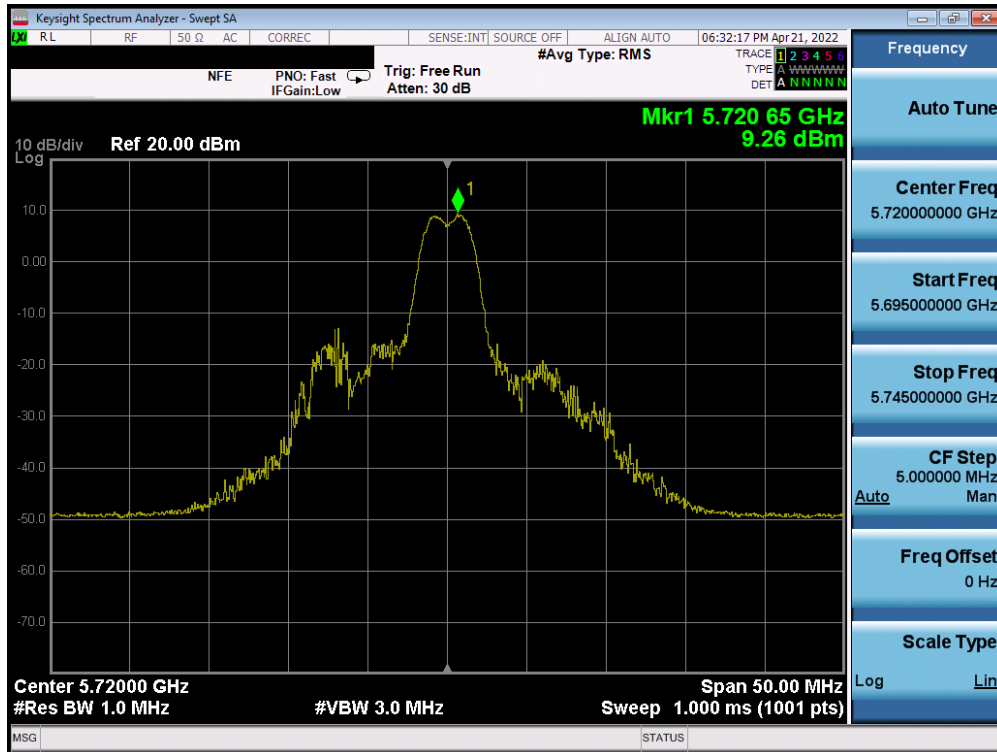 Keysight Spectrum Analyzer - Swept SA
LXI RL RF 50 Ω AC CORREC SENSE:INT SOURCE OFF ALIGN AUTO 06:32:17 PM Apr 21, 2022
NFE PNO: Fast IFGain:Low
Trig: Free Run
Atten: 30 dB
#Avg Type: RMS
TRACE 1 2 3 4 5 6
TYPE A WWWWW
DET A N N N N N
Mkr1 5.720 65 GHz
9.26 dBm
10 dB/div Ref 20.00 dBm
Log
1
10.0
0.00
-10.0
-20.0
-30.0
-40.0
-50.0
-60.0
-70.0
Center 5.72000 GHz Span 50.00 MHz
#Res BW 1.0 MHz #VBW 3.0 MHz Sweep 1.000 ms (1001 pts)
MSG STATUS
Frequency
Auto Tune
Center Freq
5.720000000 GHz
Start Freq
5.695000000 GHz
Stop Freq
5.745000000 GHz
CF Step
5.000000 MHz
Auto Man
Freq Offset
0 Hz
Scale Type
Log Lin